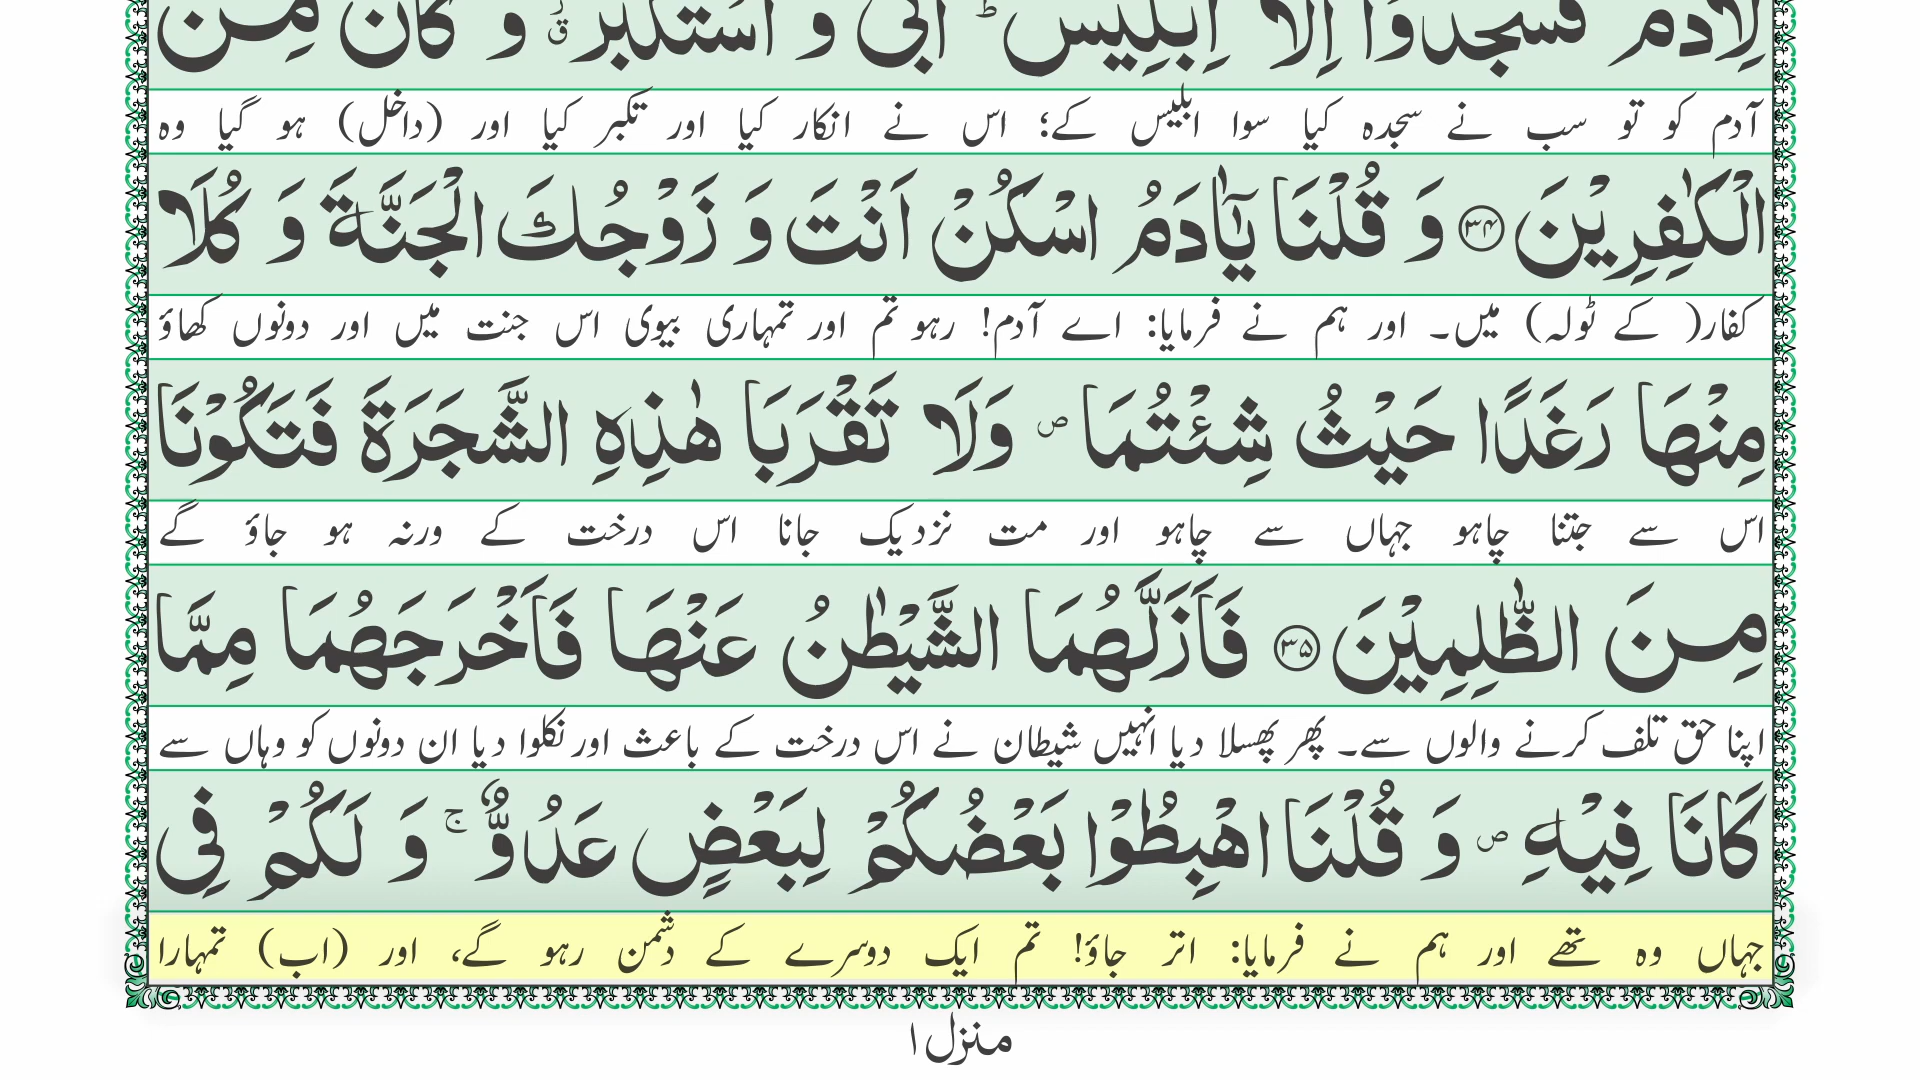 لِاٰدَمَ فَسَجَدُوْۤا اِلَّاۤ اِبْلِیْسَ ؕ اَبٰی وَ اسْتَكْبَرَ ۗ٘ وَ كَانَ مِنَ
آدم کو تو سب نے سجدہ کیا سوا ابلیس کے؛ اس نے انکار کیا اور تکبر کیا اور (داخل) ہو گیا وہ
الْكٰفِرِیْنَ ﴿۳۴﴾ وَ قُلْنَا یٰۤاٰدَمُ اسْكُنْ اَنْتَ وَ زَوْجُكَ الْجَنَّةَ وَ كُلَا
کفار( کے ٹولہ) میں۔ اور ہم نے فرمایا: اے آدم! رہو تم اور تمہاری بیوی اس جنت میں اور دونوں کھاؤ
مِنْهَا رَغَدًا حَیْثُ شِئْتُمَا ۪ وَلَا تَقْرَبَا هٰذِهِ الشَّجَرَةَ فَتَكُوْنَا
اس سے جتنا چاہو جہاں سے چاہو اور مت نزدیک جانا اس درخت کے ورنہ ہو جاؤ گے
مِنَ الظّٰلِمِیْنَ ﴿۳۵﴾ فَاَزَلَّهُمَا الشَّیْطٰنُ عَنْهَا فَاَخْرَجَهُمَا مِمَّا
اپنا حق تلف کرنے والوں سے۔ پھر پھسلا دیا انہیں شیطان نے اس درخت کے باعث اور نکلوا دیا ان دونوں کو وہاں سے
كَانَا فِیْهِ ۪ وَ قُلْنَا اهْبِطُوْا بَعْضُكُمْ لِبَعْضٍ عَدُوٌّ ۚ وَ لَكُمْ فِی
جہاں وہ تھے اور ہم نے فرمایا: اتر جاؤ! تم ایک دوسرے کے دشمن رہو گے، اور (اب) تمہارا
منزل ۱